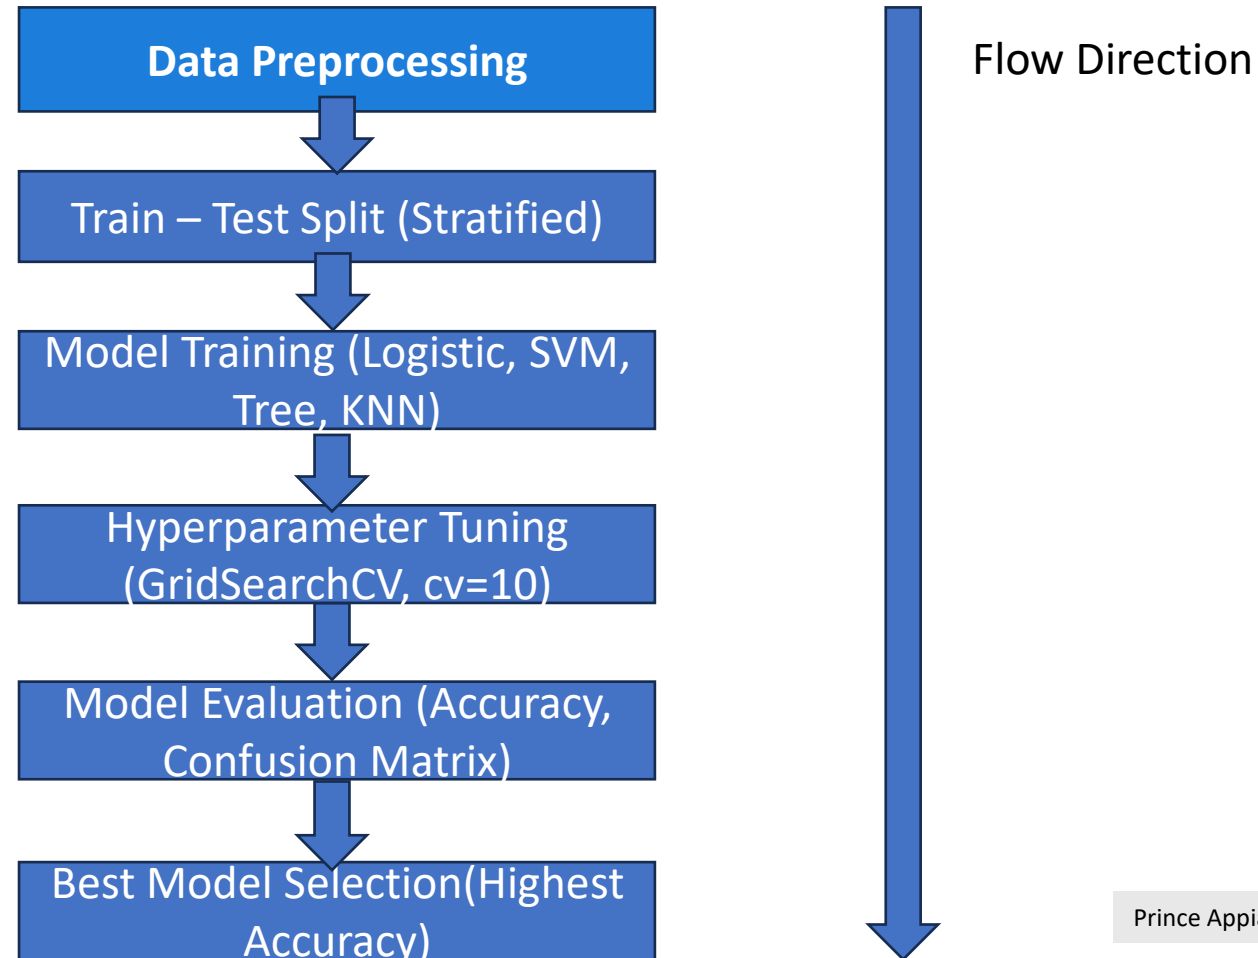 Data Preprocessing
Flow Direction
Train – Test Split (Stratified)
Model Training (Logistic, SVM,
Tree, KNN)
Hyperparameter Tuning
(GridSearchCV, cv=10)
Model Evaluation (Accuracy,
Confusion Matrix)
Best Model Selection(Highest
Accuracy)
Prince